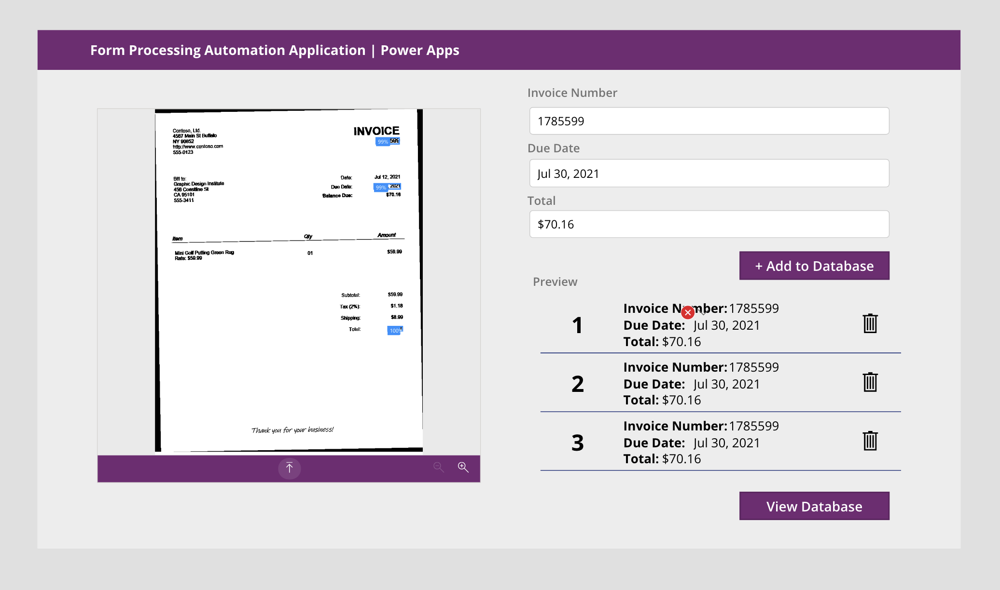 Form Processing Automation Application | Power Apps
Contoso, Ltd.
4567 Main St Buffalo
NY 90652
http://www.contoso.com
555-0123
INVOICE
99%
Bill to:
Graphic Design Institute
456 Coastline St
CA 95101
555-3411
Date: Jul 12, 2021
Due Date: 99% 2021
Balance Due: $70.16
Item Qty Amount
Mini Golf Putting Green Rug 01 $59.99
Rate: $59.99
Subtotal: $59.99
Tax (2%): $1.18
Shipping: $8.99
Total: 100%
Thank you for your business!
Invoice Number
1785599
Due Date
Jul 30, 2021
Total
$70.16
+ Add to Database
Preview
1
Invoice Number: 1785599
Due Date: Jul 30, 2021
Total: $70.16
2
Invoice Number: 1785599
Due Date: Jul 30, 2021
Total: $70.16
3
Invoice Number: 1785599
Due Date: Jul 30, 2021
Total: $70.16
View Database